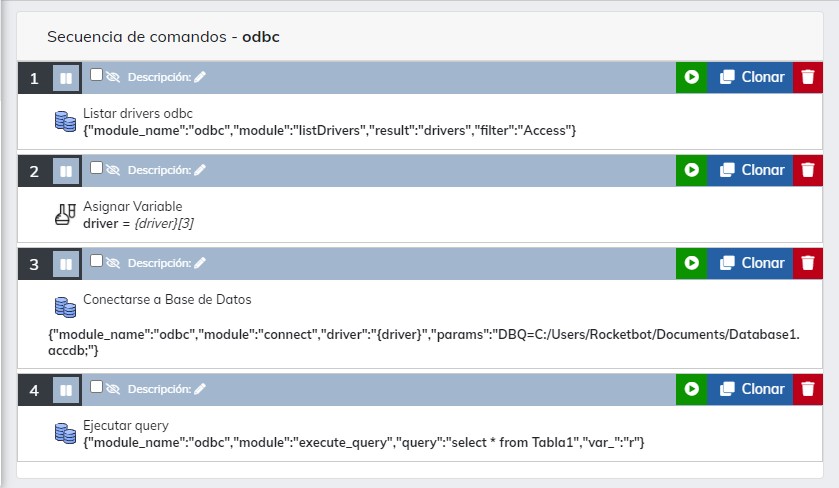 Secuencia de comandos - odbc
1 Descripción: Clonar
Listar drivers odbc
{"module_name":"odbc","module":"listDrivers","result":"drivers","filter":"Access"}
2 Descripción: Clonar
Asignar Variable
driver = {driver}[3]
3 Descripción: Clonar
Conectarse a Base de Datos
{"module_name":"odbc","module":"connect","driver":"{driver}","params":"DBQ=C:/Users/Rocketbot/Documents/Database1.
accdb;"}
4 Descripción: Clonar
Ejecutar query
{"module_name":"odbc","module":"execute_query","query":"select * from Tabla1","var_":"r"}